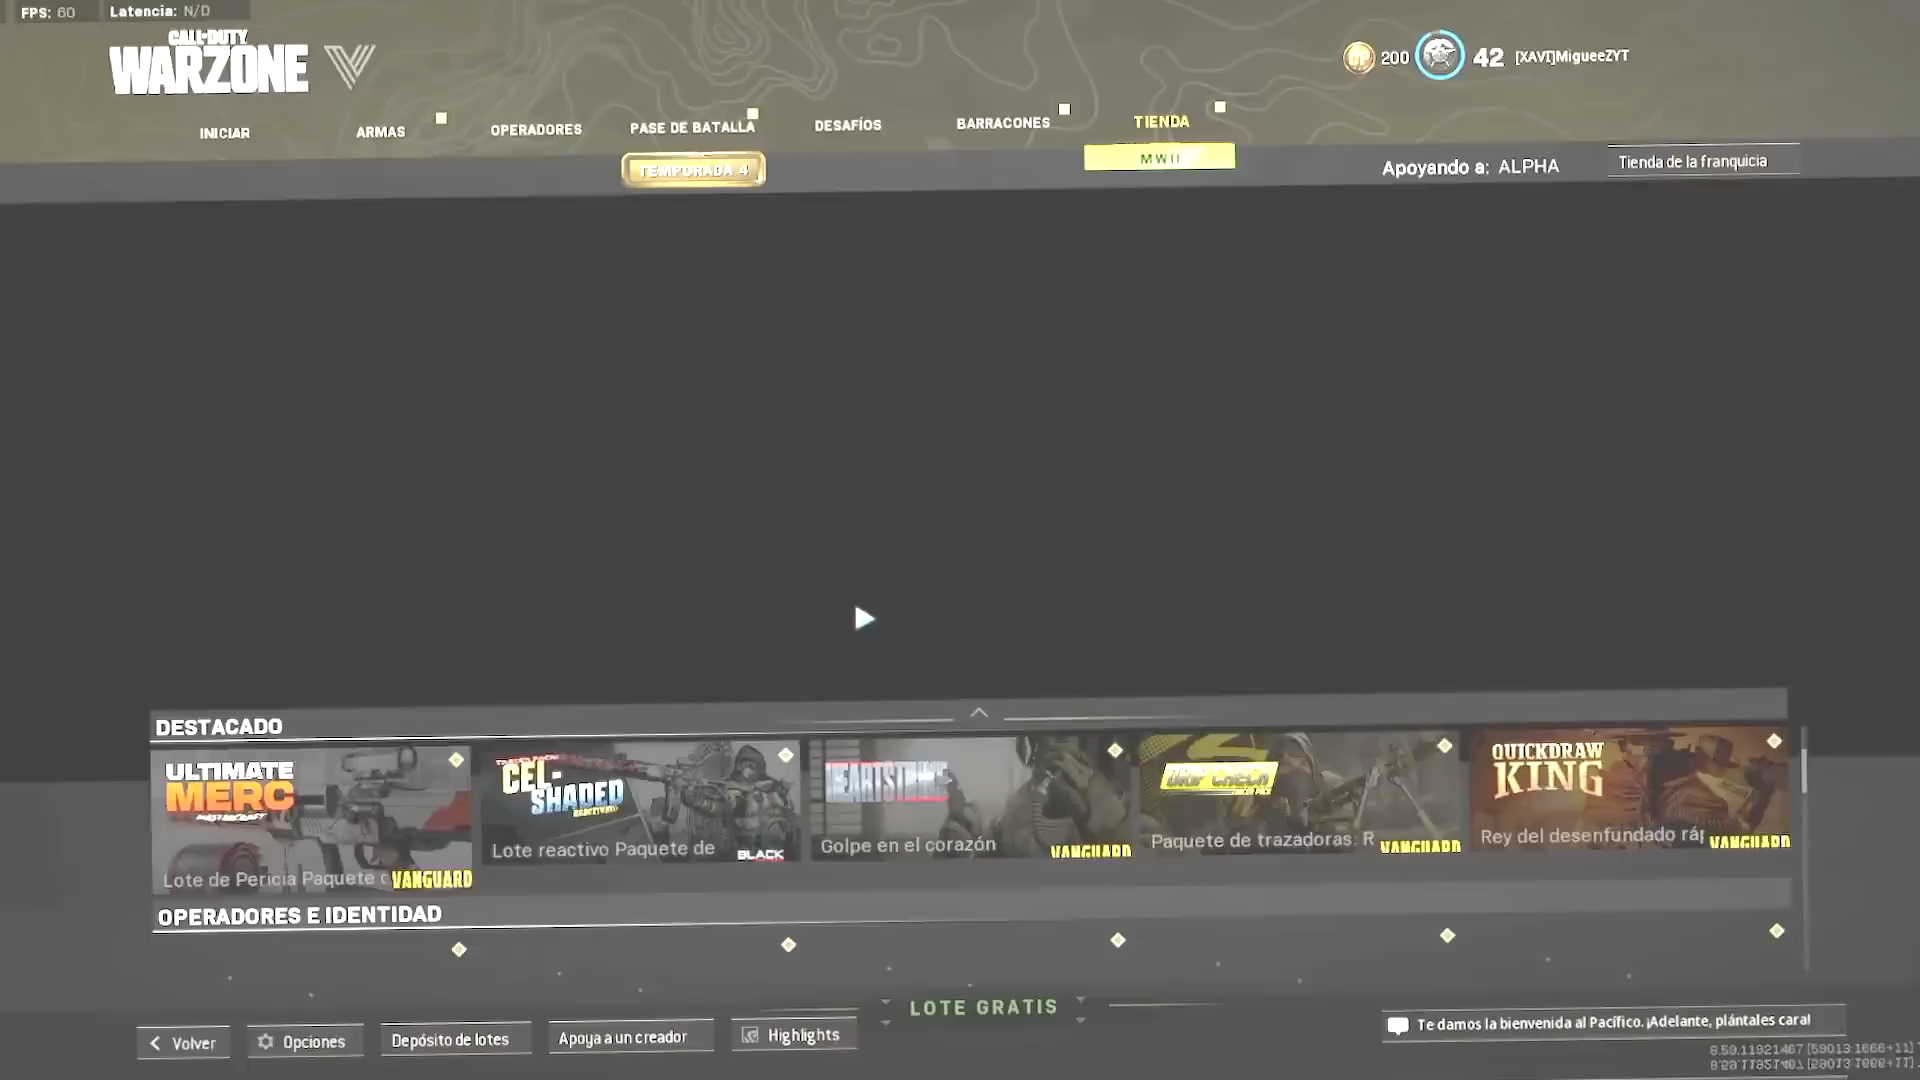 FPS: 60 Latencia: N/D
CALL·DUTY
WARZONE
200 42 [XAVI]MigueeZYT
INICIAR ARMAS OPERADORES PASE DE BATALLA DESAFÍOS BARRACONES TIENDA
TEMPORADA 4 MWII Apoyando a: ALPHA Tienda de la franquicia
DESTACADO
ULTIMATE
MERC
MASTERCRAFT
Lote de Pericia Paquete
VANGUARD
CEL-
SHADED
Lote reactivo Paquete de
BLACK
HEARTSTRIKE
Golpe en el corazón
VANGUARD
DRIP CHECK
Paquete de trazadoras: R
VANGUARD
QUICKDRAW
KING
Rey del desenfundado rá
VANGUARD
OPERADORES E IDENTIDAD
LOTE GRATIS
Volver Opciones Depósito de lotes Apoya a un creador Highlights
Te damos la bienvenida al Pacífico. ¡Adelante, plántales cara!